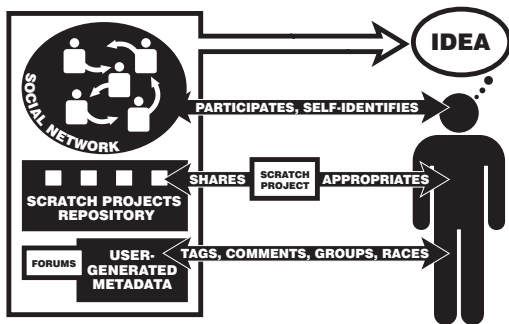 IDEA
SOCIAL NETWORK
PARTICIPATES, SELF-IDENTIFIES
SHARES
SCRATCH
PROJECT
APPROPRIATES
SCRATCH PROJECTS
REPOSITORY
FORUMS
USER-
GENERATED
METADATA
TAGS, COMMENTS, GROUPS, RACES